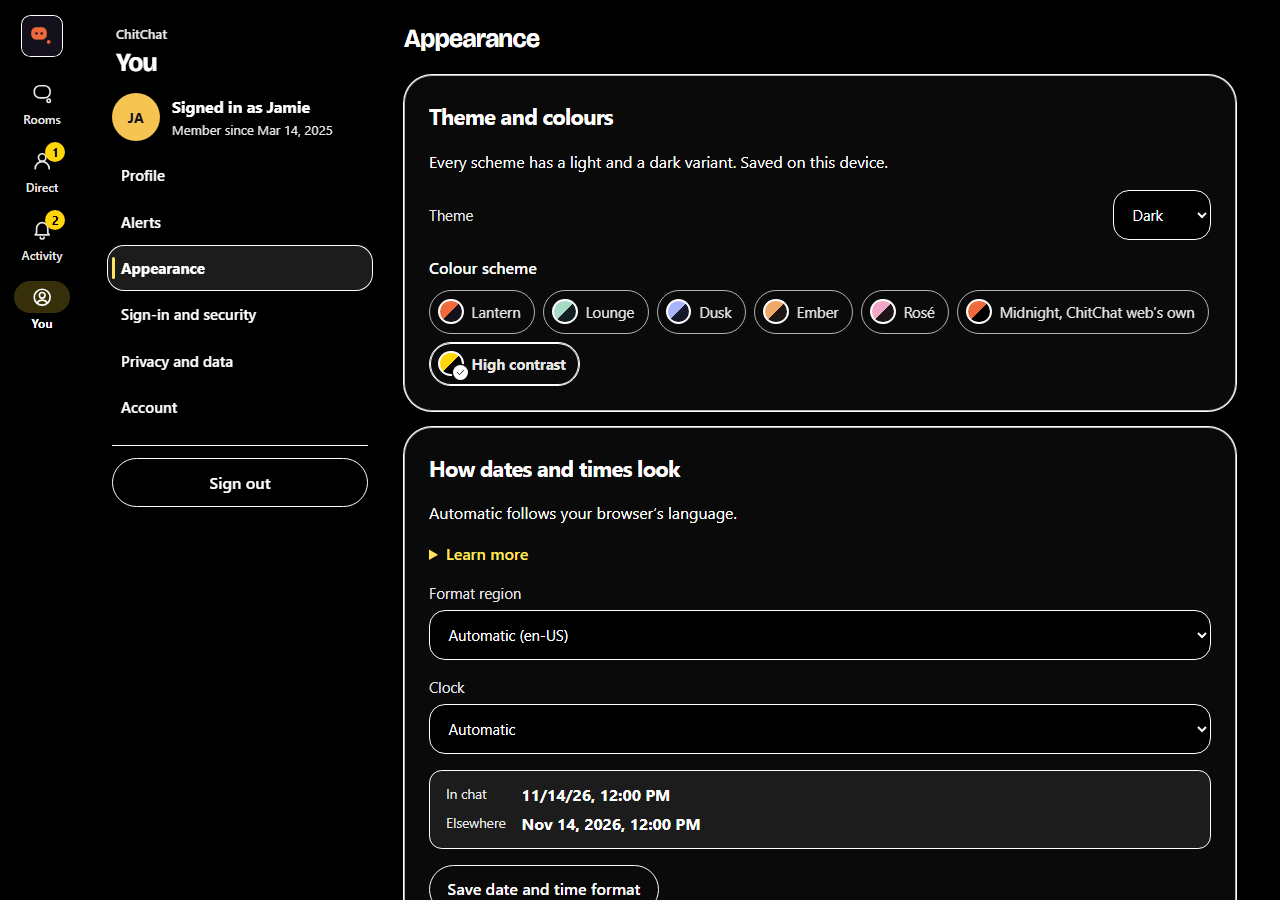 Rooms
1
Direct
2
Activity
You
ChitChat
You
JA
Signed in as Jamie
Member since Mar 14, 2025
Profile
Alerts
Appearance
Sign-in and security
Privacy and data
Account
Sign out
Appearance
Theme and colours
Every scheme has a light and a dark variant. Saved on this device.
Theme
Dark
Colour scheme
Lantern
Lounge
Dusk
Ember
Rosé
Midnight, ChitChat web’s own
High contrast
How dates and times look
Automatic follows your browser’s language.
Learn more
Format region
Automatic (en-US)
Clock
Automatic
In chat 11/14/26, 12:00 PM
Elsewhere Nov 14, 2026, 12:00 PM
Save date and time format